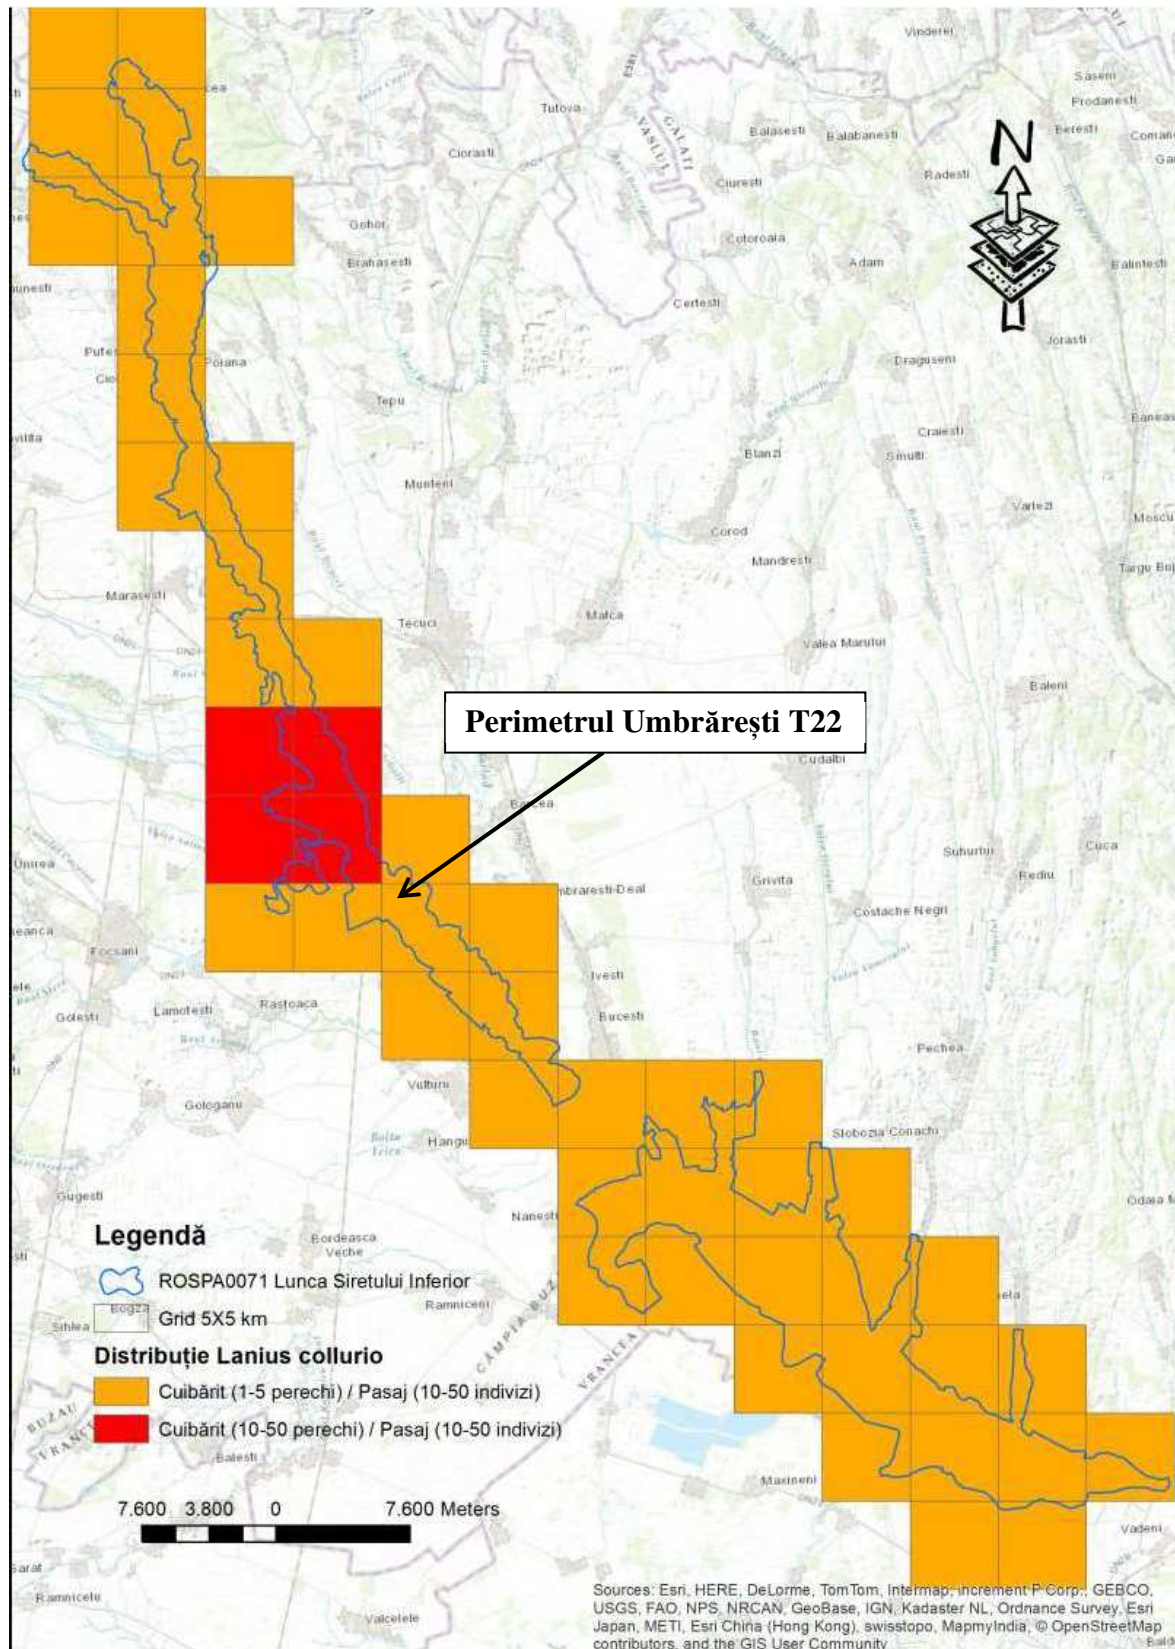 Vinderei
Saseni
Prodanesti
E581
Tutova
Balasesti
Balabanesti
Beresti
GALATI
VASLUI
N
Ciorasti
Ciuresti
Radesti
Gohor
Cotoroaia
Brahasesti
Adam
Balintesti
Certesti
Poiana
Jorasti
Draguseni
Tepu
Craiesti
Blanzi
Smulti
Munteni
Varlezi
Corod
Mandresti
Marasesti
Matca
Tecuci
Valea Marului
Baleni
Perimetrul Umbrărești T22
Cudalbi
Barcea
Unirea
Suhurlui
Cuca
Grivita
Rediu
Costache Negri
Focsani
Ivesti
Golesti
Lamotesti
Rastoaca
Bucesti
Pechea
Vulturu
Gologanu
Slobozia Conachi
Gugesti
Nanesti
Legendă
Bordeasca
Veche
ROSPA0071 Lunca Siretului Inferior
Ramniceni
Bogza
Grid 5X5 km
Sihlea
VRANCEA
Distribuție Lanius collurio
Cuibărit (1-5 perechi) / Pasaj (10-50 indivizi)
BUZAU
Cuibărit (10-50 perechi) / Pasaj (10-50 indivizi)
Balesti
Maxineni
7.600 3.800 0 7.600 Meters
Vadeni
Ramnicelu
Valcelele
Sources: Esri, HERE, DeLorme, TomTom, Intermap, increment P Corp., GEBCO,
USGS, FAO, NPS, NRCAN, GeoBase, IGN, Kadaster NL, Ordnance Survey, Esri
Japan, METI, Esri China (Hong Kong), swisstopo, MapmyIndia, © OpenStreetMap
contributors, and the GIS User Community